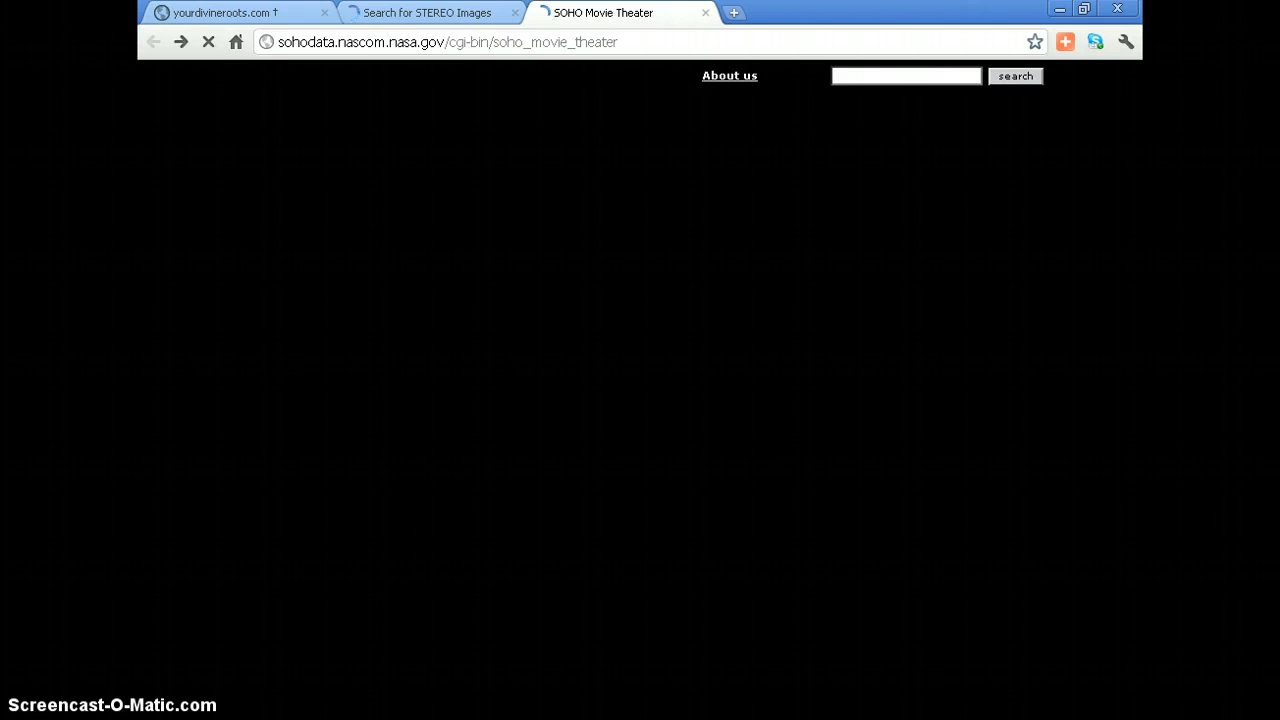 yourdivineroots.com †
Search for STEREO Images
SOHO Movie Theater
sohodata.nascom.nasa.gov/cgi-bin/soho_movie_theater
About us
search
Screencast-O-Matic.com